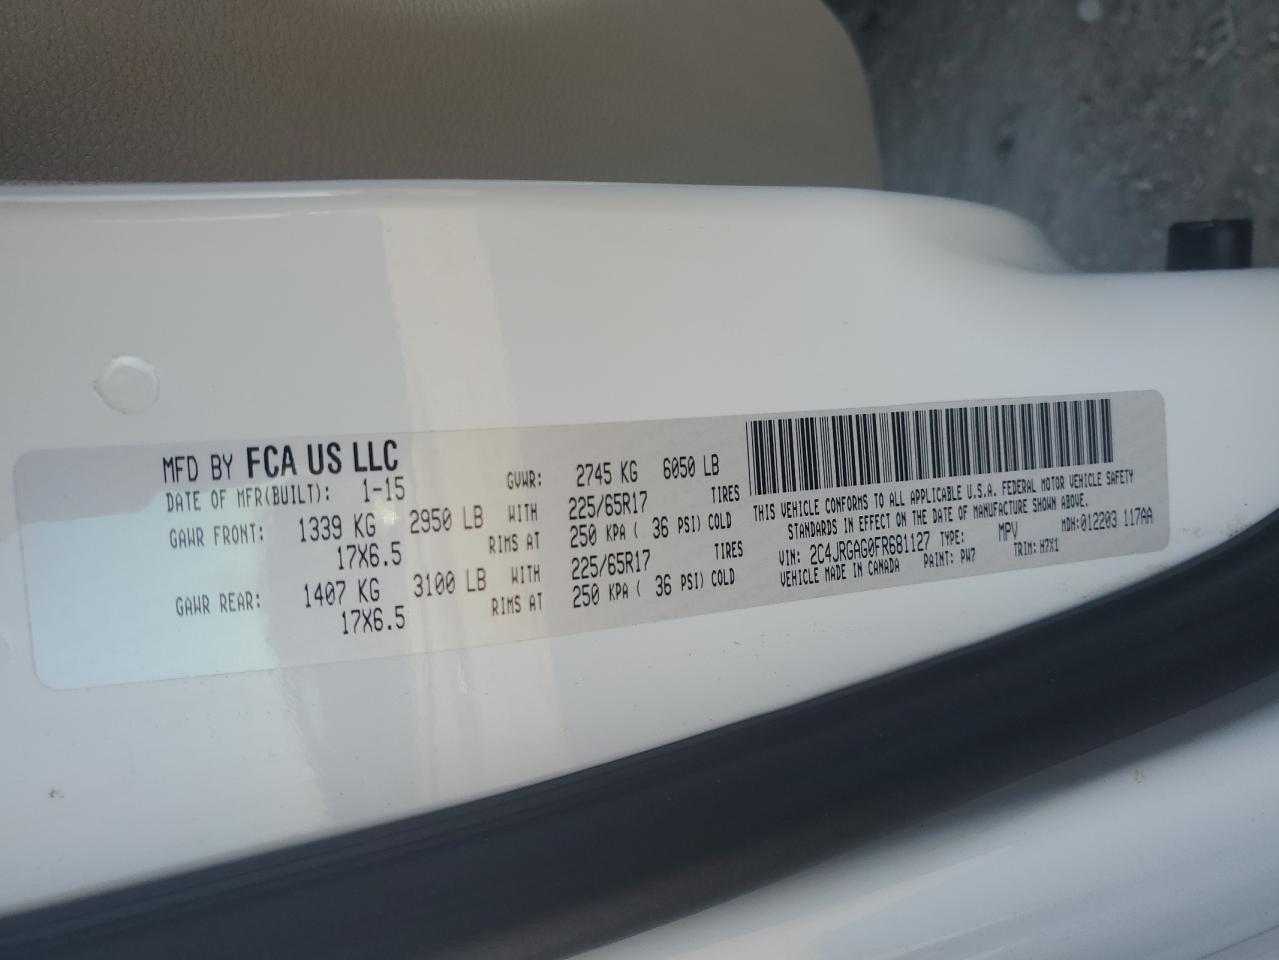 MFD BY FCA US LLC
DATE OF MFR(BUILT): 1-15 GVWR: 2745 KG 6050 LB
GAWR FRONT: 1339 KG 2950 LB WITH 225/65R17 TIRES
17X6.5 RIMS AT 250 KPA ( 36 PSI) COLD
GAWR REAR: 1407 KG 3100 LB WITH 225/65R17 TIRES
17X6.5 RIMS AT 250 KPA ( 36 PSI) COLD
THIS VEHICLE CONFORMS TO ALL APPLICABLE U.S.A. FEDERAL MOTOR VEHICLE SAFETY
STANDARDS IN EFFECT ON THE DATE OF MANUFACTURE SHOWN ABOVE.
VIN: 2C4JRGAG0FR681127 TYPE: MPV MDH:012203 117AA
VEHICLE MADE IN CANADA PAINT: PW7 TRIM: H7X1